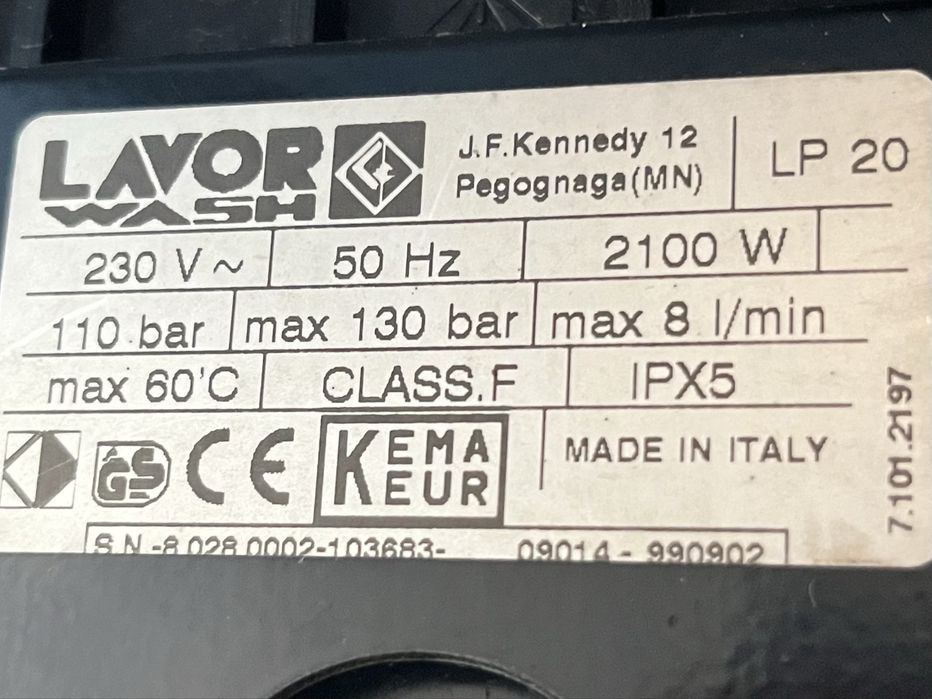 LAVOR
WASH
J.F.Kennedy 12
Pegognaga(MN)
LP 20
230 V ~
50 Hz
2100 W
110 bar
max 130 bar
max 8 l/min
max 60'C
CLASS.F
IPX5
GS
CE
KEMA
KEUR
MADE IN ITALY
7.101.2197
S.N-8.028.0002-103683- 09014 - 990902